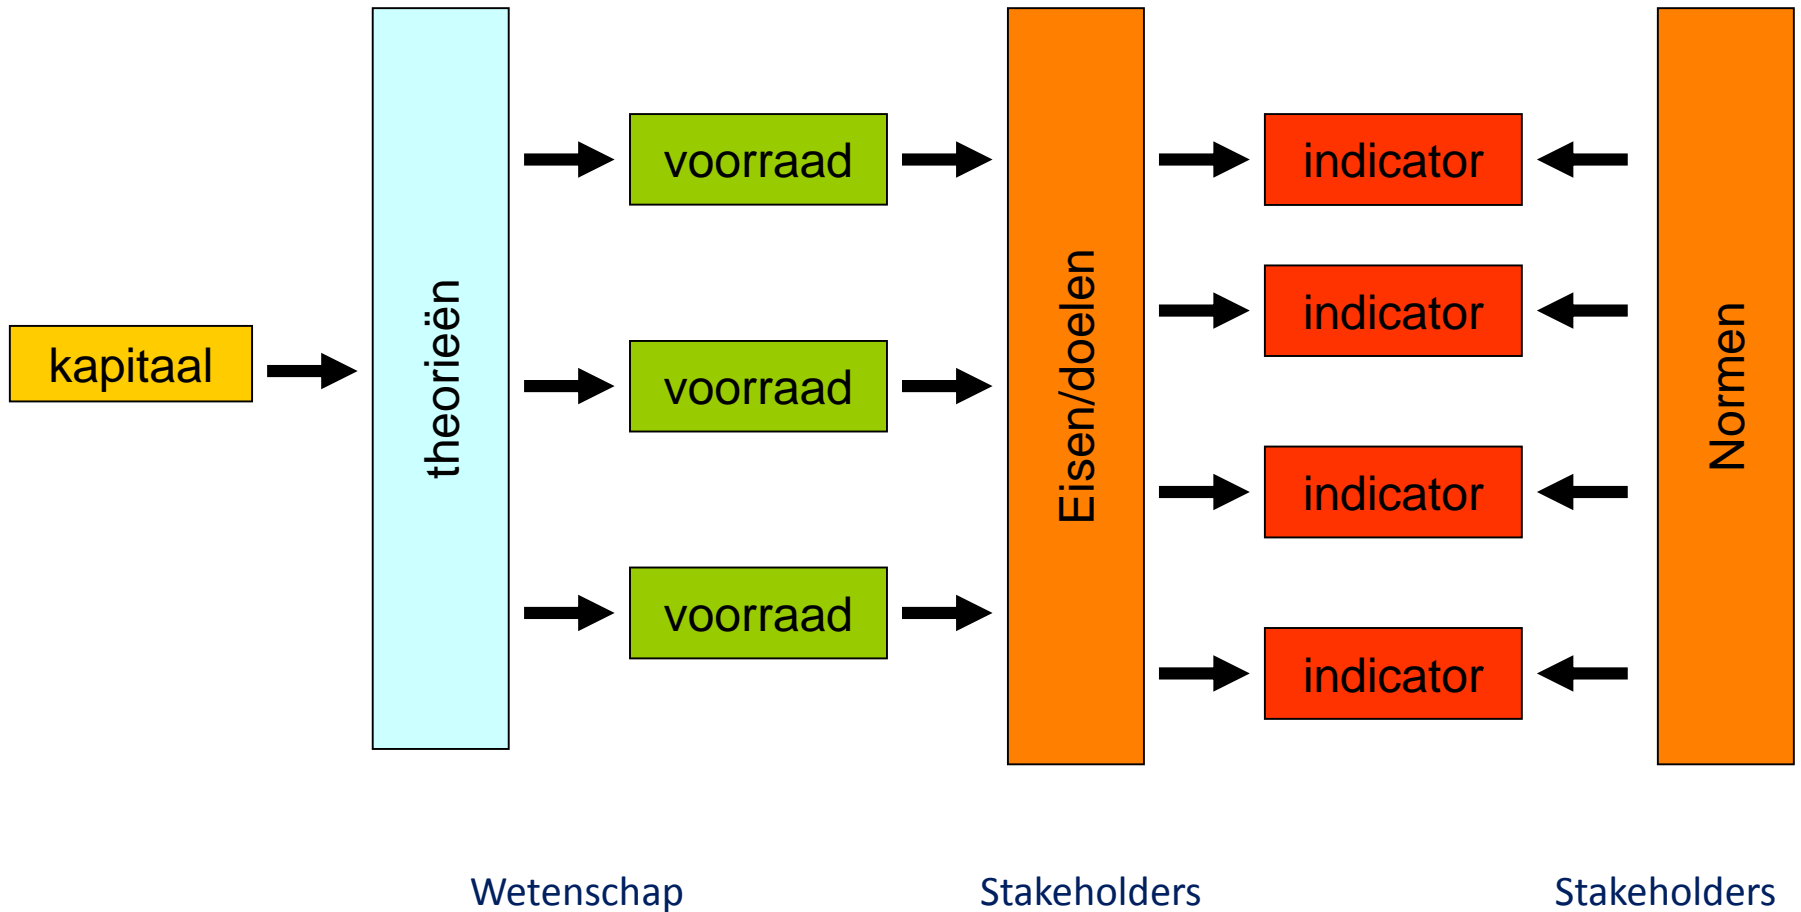 kapitaal
theorieën
voorraad
voorraad
voorraad
Eisen/doelen
indicator
indicator
indicator
indicator
Normen
Wetenschap
Stakeholders
Stakeholders